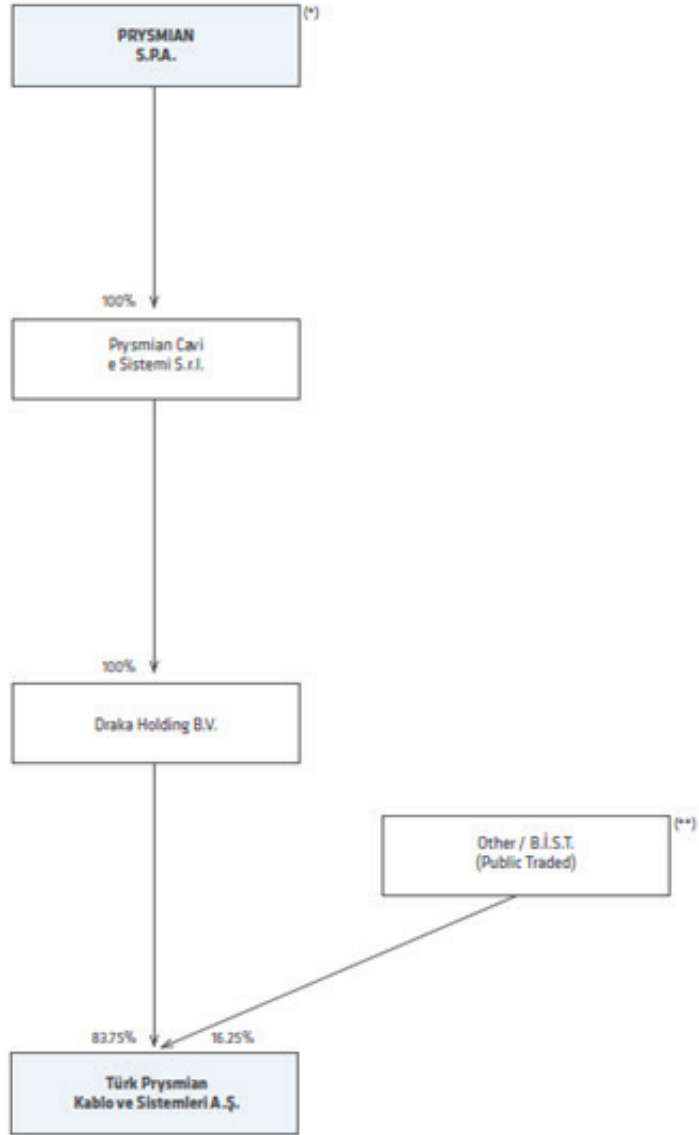 PRYSMIAN
S.P.A.
(*)
100%
Prysmian Cavi
e Sistemi S.r.l.
100%
Draka Holding B.V.
Other / B.İ.S.T.
(Public Traded)
(**)
83.75%
16.25%
Türk Prysmian
Kablo ve Sistemleri A.Ş.